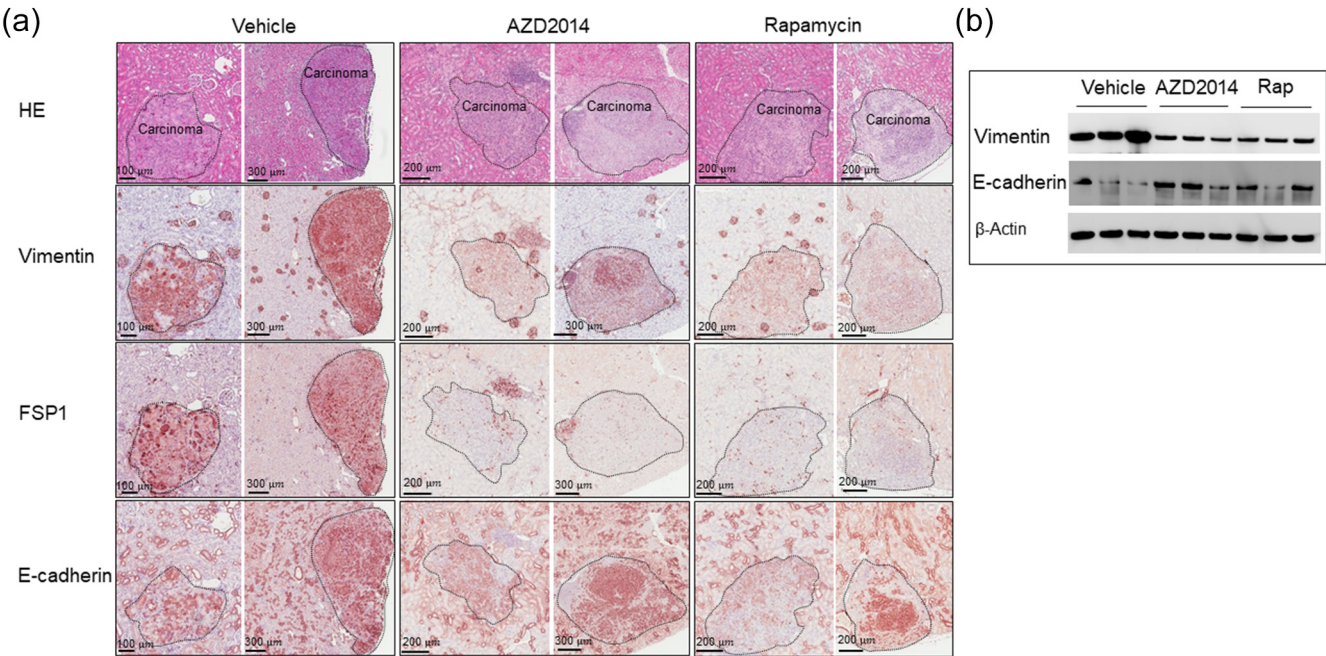 (a)
Vehicle AZD2014 Rapamycin
HE
Carcinoma Carcinoma Carcinoma Carcinoma Carcinoma Carcinoma
100 μm 300 μm 200 μm 200 μm 200 μm 200 μm
Vimentin
100 μm 300 μm 200 μm 300 μm 200 μm 200 μm
FSP1
100 μm 300 μm 200 μm 300 μm 200 μm 200 μm
E-cadherin
100 μm 300 μm 200 μm 300 μm 200 μm 200 μm
(b)
Vehicle AZD2014 Rap
Vimentin
E-cadherin
β-Actin